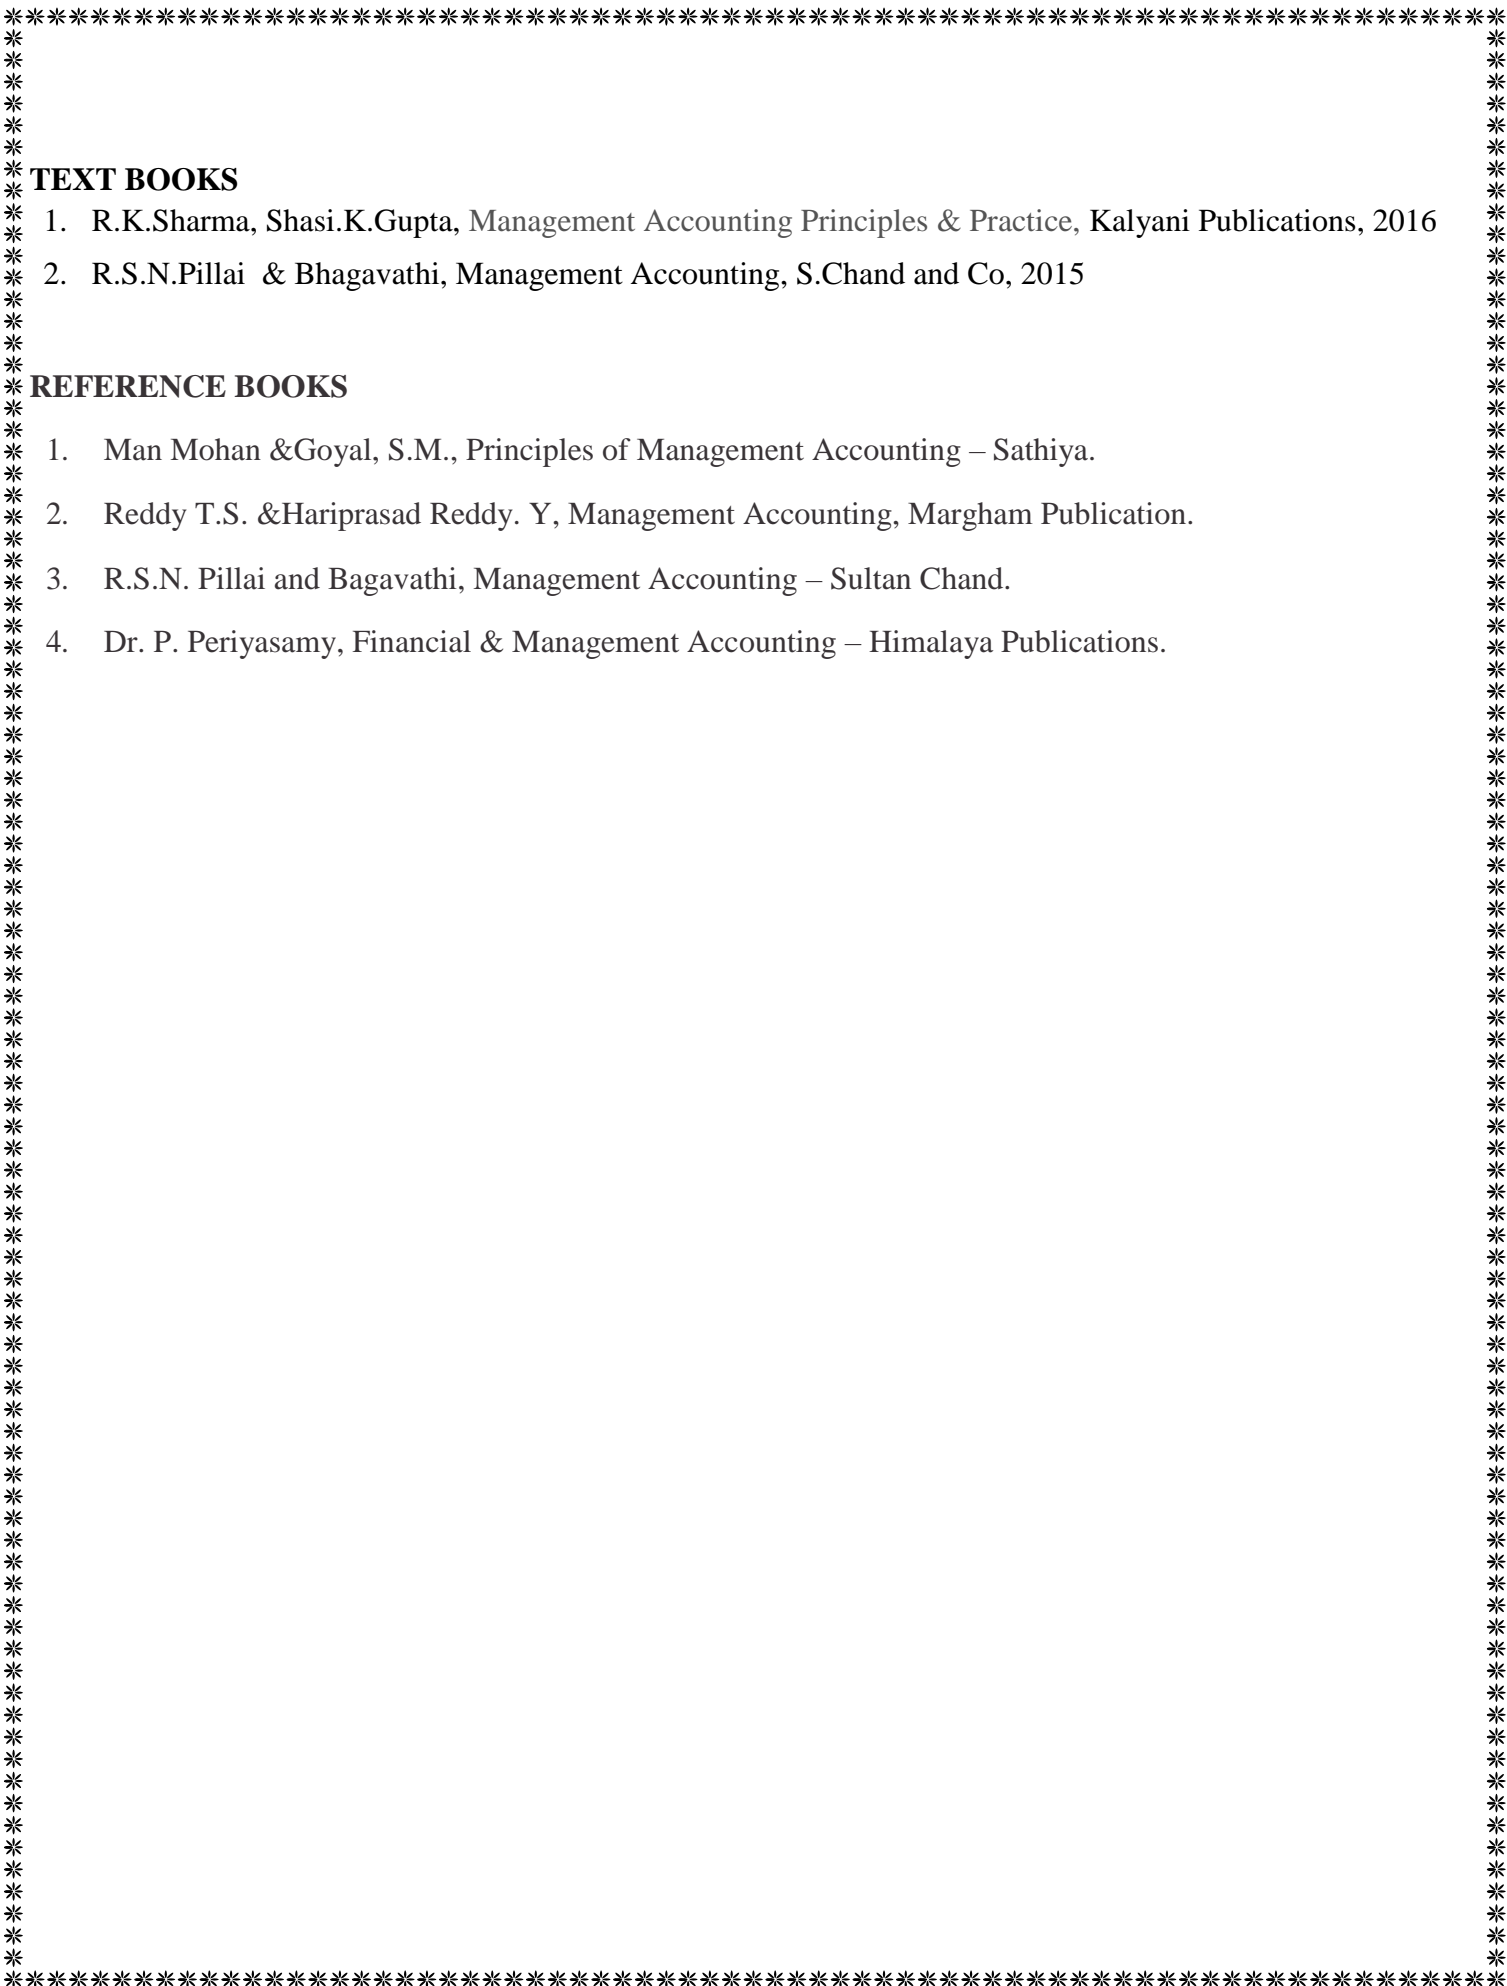 TEXT BOOKS
1. R.K.Sharma, Shasi.K.Gupta, Management Accounting Principles & Practice, Kalyani Publications, 2016
2. R.S.N.Pillai & Bhagavathi, Management Accounting, S.Chand and Co, 2015
REFERENCE BOOKS
1. Man Mohan &Goyal, S.M., Principles of Management Accounting – Sathiya.
2. Reddy T.S. &Hariprasad Reddy. Y, Management Accounting, Margham Publication.
3. R.S.N. Pillai and Bagavathi, Management Accounting – Sultan Chand.
4. Dr. P. Periyasamy, Financial & Management Accounting – Himalaya Publications.